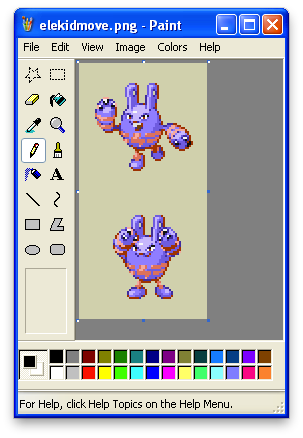 elekidmove.png - Paint
File Edit View Image Colors Help
A
For Help, click Help Topics on the Help Menu.